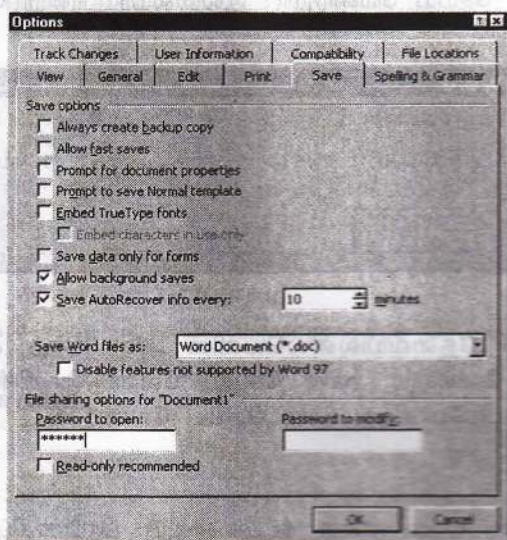 Options
Track Changes User Information Compatibility File Locations
View General Edit Print Save Spelling & Grammar
Save options
Always create backup copy
Allow fast saves
Prompt for document properties
Prompt to save Normal template
Embed TrueType fonts
Embed characters in use only
Save data only for forms
Allow background saves
Save AutoRecover info every: 10 minutes
Save Word files as: Word Document (*.doc)
Disable features not supported by Word 97
File sharing options for "Document1"
Password to open: Password to modify:
******
Read-only recommended
OK Cancel